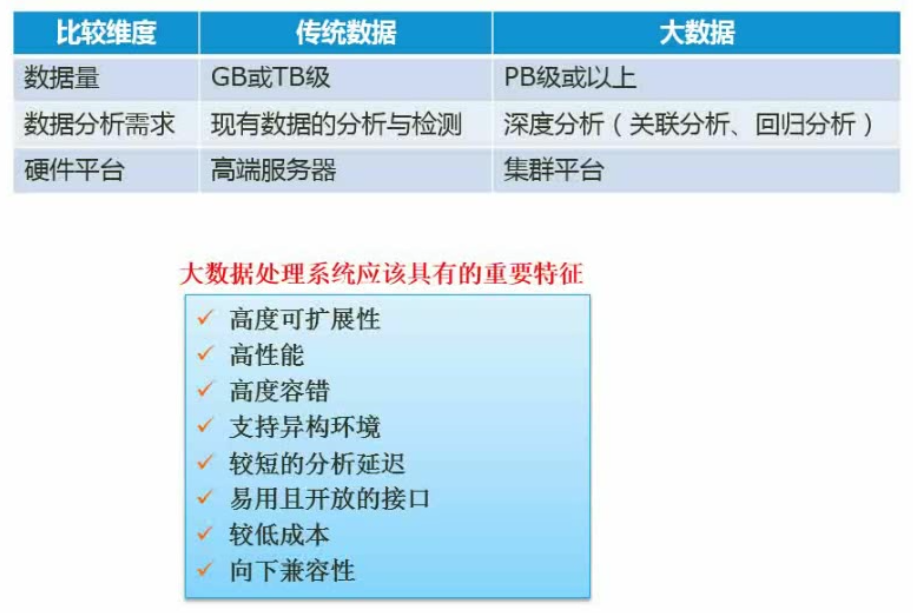 比较维度 传统数据 大数据
数据量 GB或TB级 PB级或以上
数据分析需求 现有数据的分析与检测 深度分析（关联分析、回归分析）
硬件平台 高端服务器 集群平台
大数据处理系统应该具有的重要特征
✓ 高度可扩展性
✓ 高性能
✓ 高度容错
✓ 支持异构环境
✓ 较短的分析延迟
✓ 易用且开放的接口
✓ 较低成本
✓ 向下兼容性